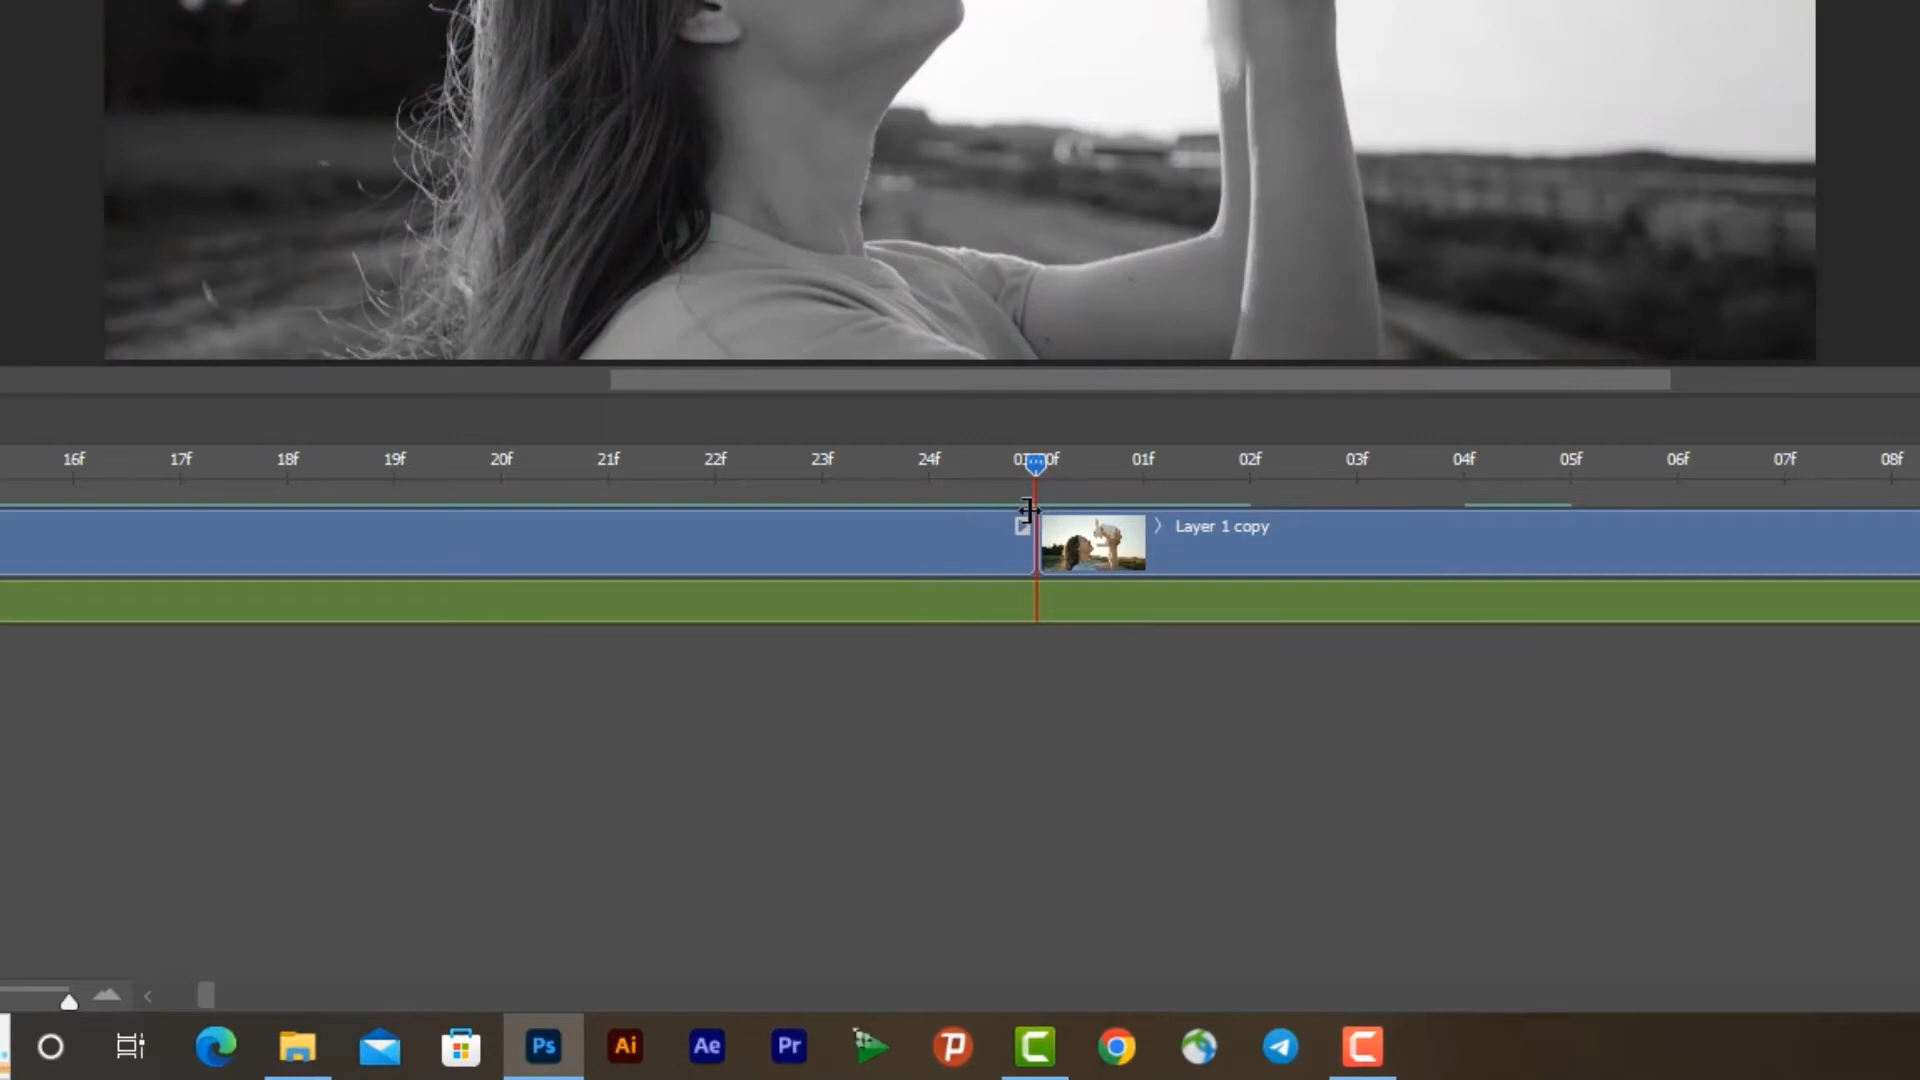 16f 17f 18f 19f 20f 21f 22f 23f 24f 0f 01f 02f 03f 04f 05f 06f 07f 08f
Layer 1 copy
Ps Ai Ae Pr